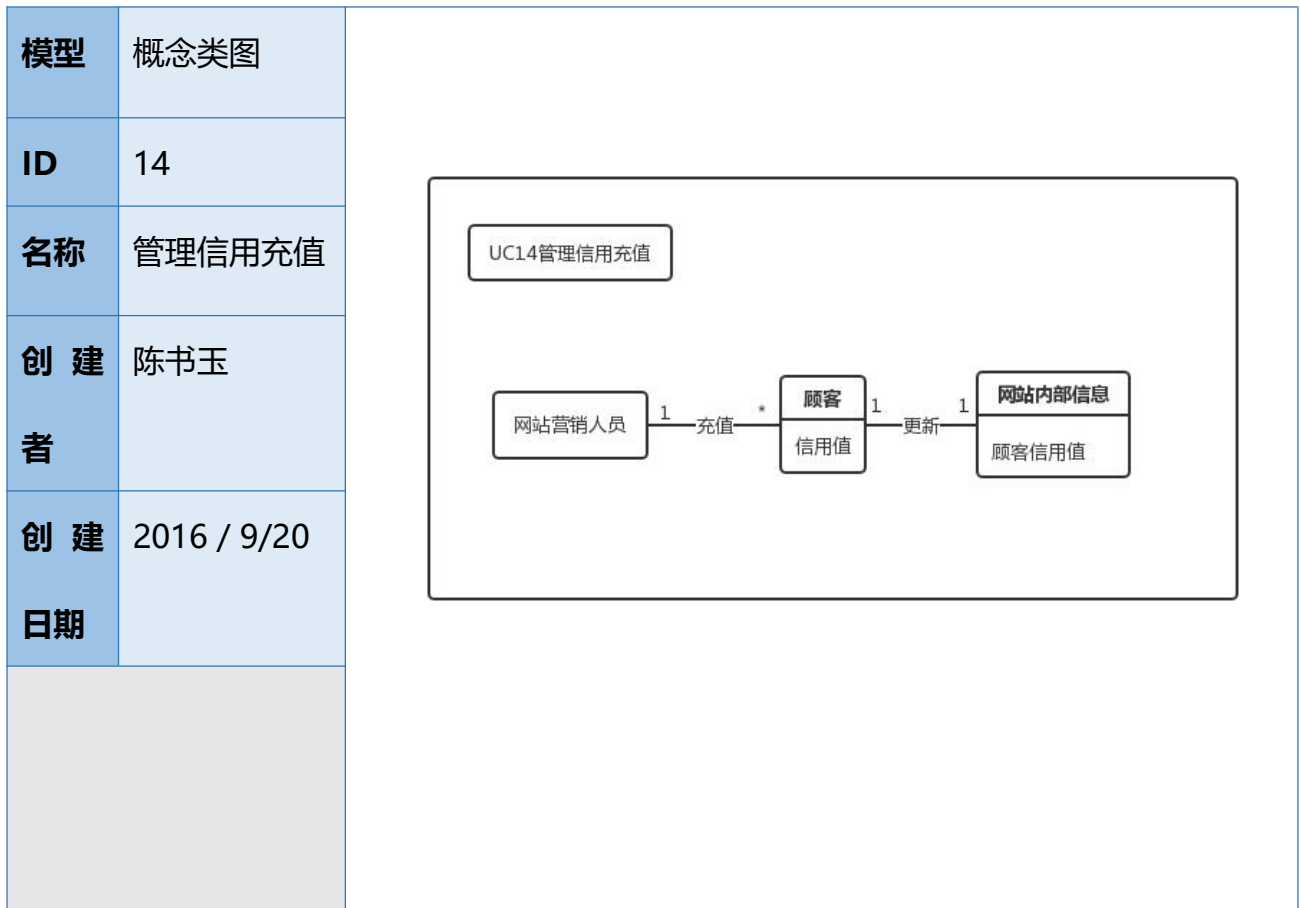 模型 概念类图
ID 14
名称 管理信用充值
创 建 陈书玉
者
创 建 2016 / 9/20
日期
UC14管理信用充值
网站营销人员
1 充值 *
顾客
信用值
1 更新 1
网站内部信息
顾客信用值